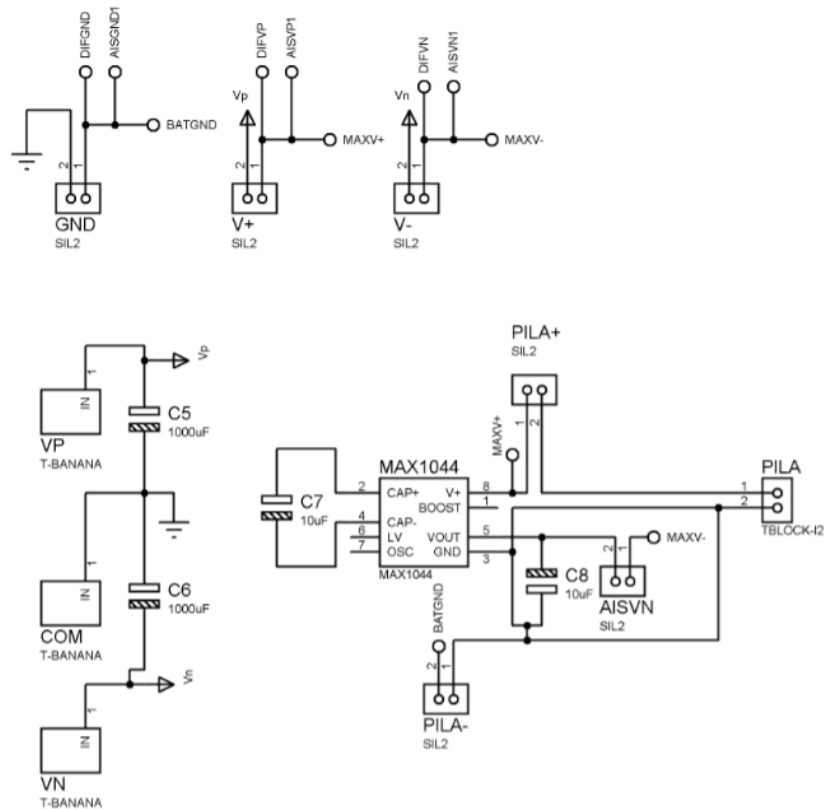 DIFGND
AISGND1
BATGND
2
1
GND
SIL2
DIFVP
AISVP1
Vp
MAXV+
2
1
V+
SIL2
DIFVN
AISVN1
Vn
MAXV-
2
1
V-
SIL2
1
IN
VP
T-BANANA
Vp
C5
1000uF
1
IN
COM
T-BANANA
C6
1000uF
Vn
1
IN
VN
T-BANANA
PILA+
SIL2
1
2
MAXV+
MAX1044
2
CAP+
V+
8
BOOST
1
4
CAP-
6
LV
VOUT
5
7
OSC
GND
3
MAX1044
C7
10uF
PILA
1
2
TBLOCK-I2
MAXV-
2
1
AISVN
SIL2
C8
10uF
BATGND
2
1
PILA-
SIL2